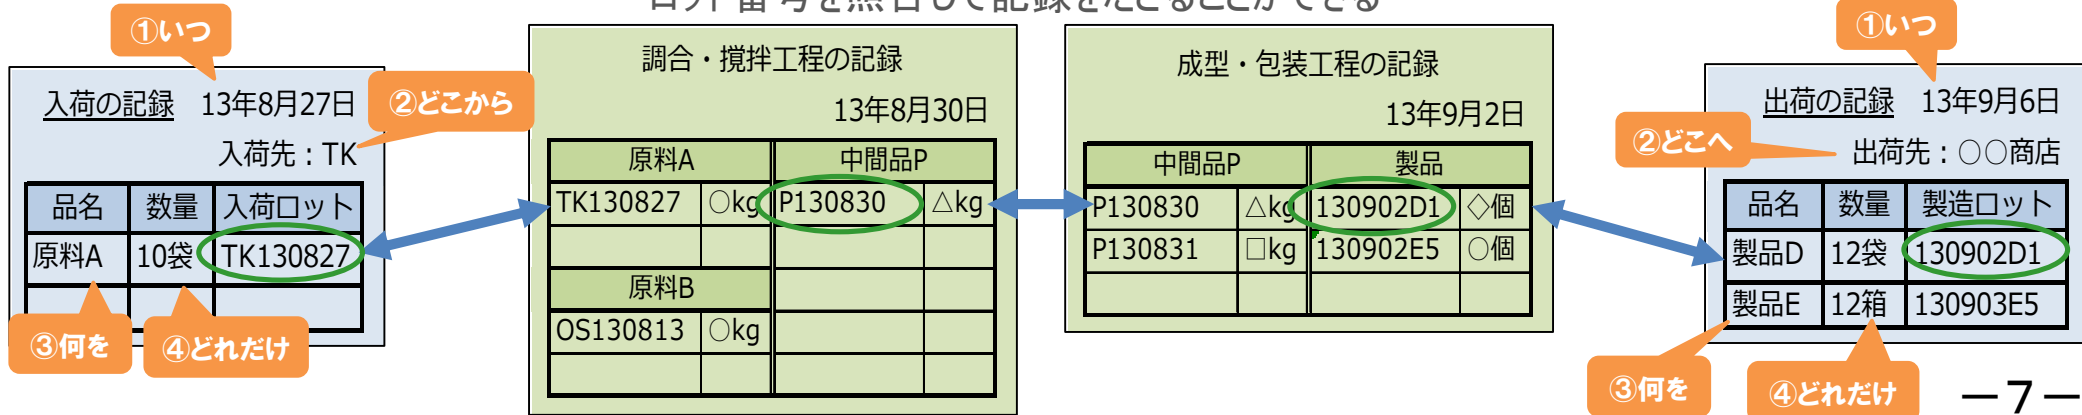 ロット番号を照合して記録をたどることができる
①いつ
入荷の記録 13年8月27日
②どこから
入荷先：TK
品名 数量 入荷ロット
原料A 10袋 TK130827
③何を
④どれだけ
調合・撹拌工程の記録
13年8月30日
原料A 中間品P
TK130827 ○kg P130830 △kg
原料B
OS130813 ○kg
成型・包装工程の記録
13年9月2日
中間品P 製品
P130830 △kg 130902D1 ◇個
P130831 □kg 130902E5 ○個
①いつ
出荷の記録 13年9月6日
②どこへ
出荷先：○○商店
品名 数量 製造ロット
製品D 12袋 130902D1
製品E 12箱 130903E5
③何を
④どれだけ
－7－